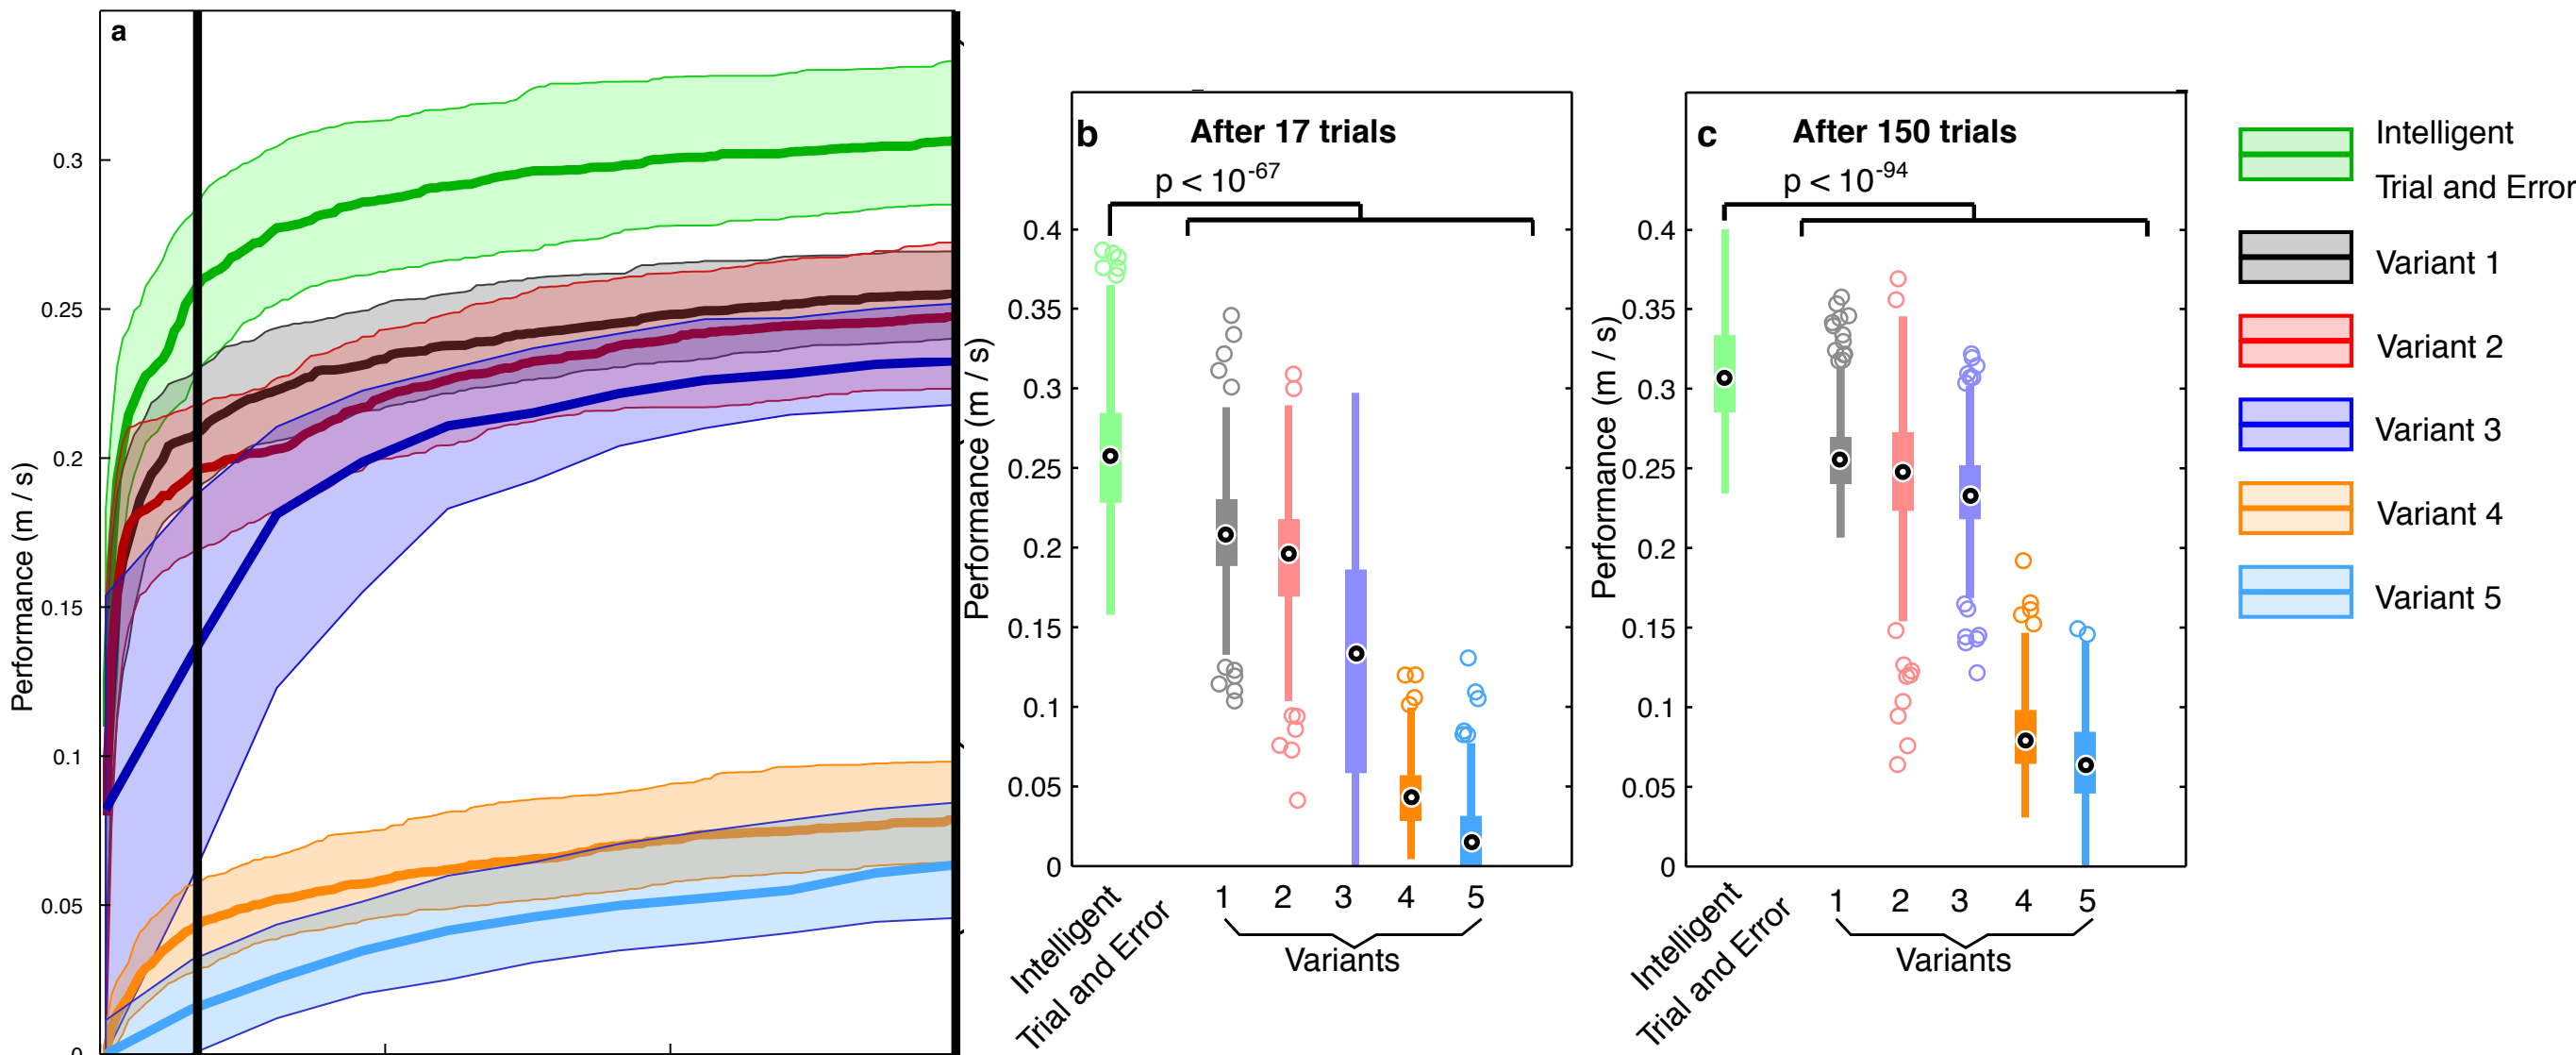 a
0.3
0.25
0.2
0.15
0.1
0.05
0
Performance (m / s)
b
After 17 trials
p < 10-67
0.4
0.35
0.3
0.25
0.2
0.15
0.1
0.05
0
Performance (m / s)
Intelligent
Trial and Error
1 2 3 4 5
Variants
c
After 150 trials
p < 10-94
0.4
0.35
0.3
0.25
0.2
0.15
0.1
0.05
0
Performance (m / s)
Intelligent
Trial and Error
1 2 3 4 5
Variants
Intelligent
Trial and Error
Variant 1
Variant 2
Variant 3
Variant 4
Variant 5